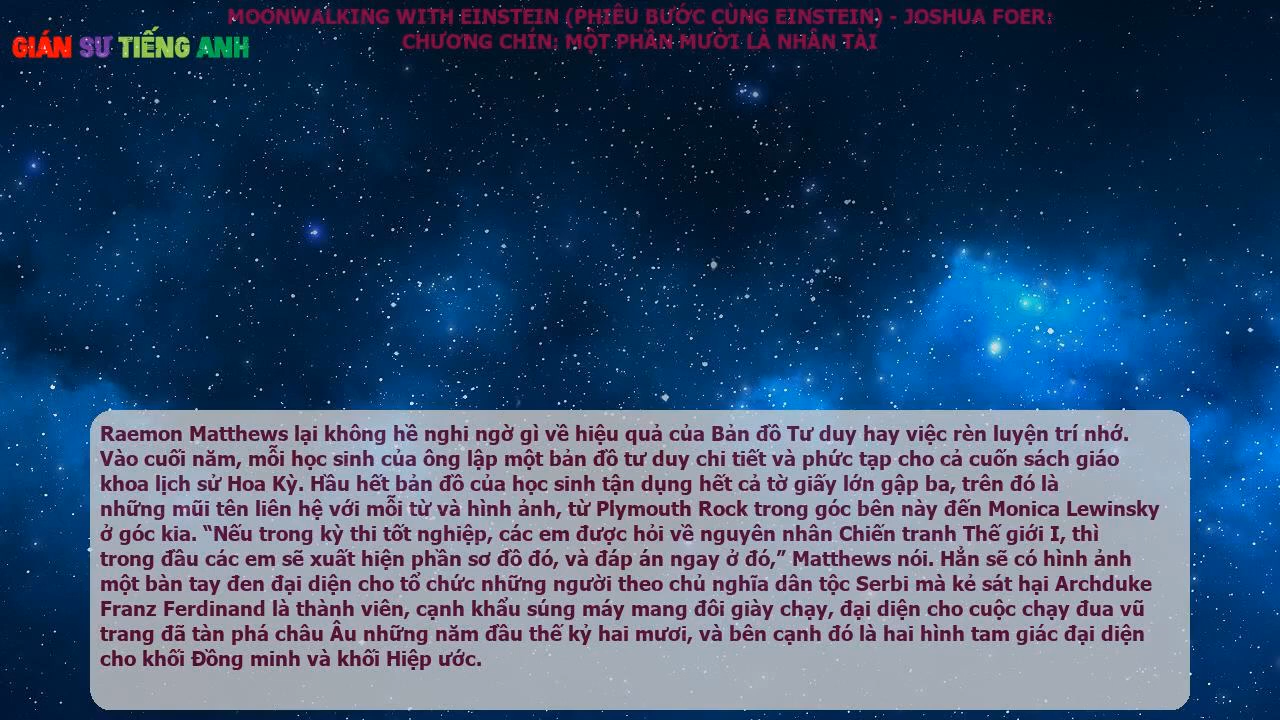 MOONWALKING WITH EINSTEIN (PHIÊU BƯỚC CÙNG EINSTEIN) - JOSHUA FOER:
CHƯƠNG CHÍN: MỘT PHẦN MƯỜI LÀ NHÂN TÀI
GIÁN SƯ TIẾNG ANH
Raemon Matthews lại không hề nghi ngờ gì về hiệu quả của Bản đồ Tư duy hay việc rèn luyện trí nhớ.
Vào cuối năm, mỗi học sinh của ông lập một bản đồ tư duy chi tiết và phức tạp cho cả cuốn sách giáo
khoa lịch sử Hoa Kỳ. Hầu hết bản đồ của học sinh tận dụng hết cả tờ giấy lớn gập ba, trên đó là
những mũi tên liên hệ với mỗi từ và hình ảnh, từ Plymouth Rock trong góc bên này đến Monica Lewinsky
ở góc kia. “Nếu trong kỳ thi tốt nghiệp, các em được hỏi về nguyên nhân Chiến tranh Thế giới I, thì
trong đầu các em sẽ xuất hiện phần sơ đồ đó, và đáp án ngay ở đó,” Matthews nói. Hẳn sẽ có hình ảnh
một bàn tay đen đại diện cho tổ chức những người theo chủ nghĩa dân tộc Serbi mà kẻ sát hại Archduke
Franz Ferdinand là thành viên, cạnh khẩu súng máy mang đôi giày chạy, đại diện cho cuộc chạy đua vũ
trang đã tàn phá châu Âu những năm đầu thế kỷ hai mươi, và bên cạnh đó là hai hình tam giác đại diện
cho khối Đồng minh và khối Hiệp ước.